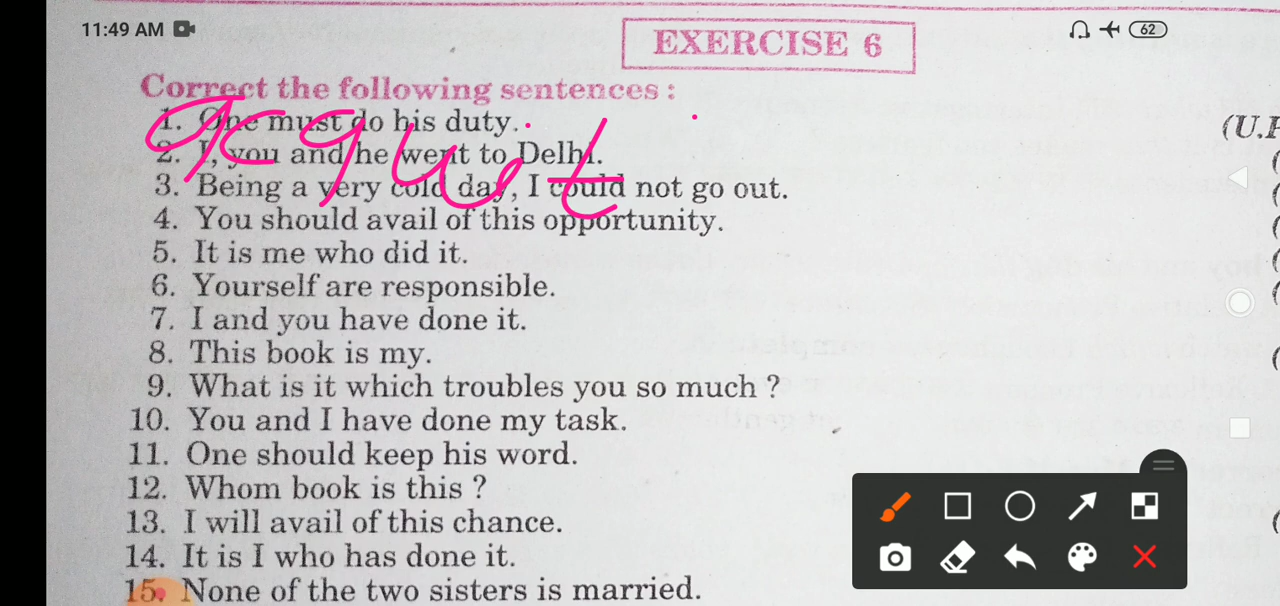 11:49 AM
62
EXERCISE 6
Correct the following sentences :
1. One must do his duty.
(U.P
2. I, you and he went to Delhi.
3. Being a very cold day, I could not go out.
acquit
4. You should avail of this opportunity.
5. It is me who did it.
6. Yourself are responsible.
7. I and you have done it.
8. This book is my.
9. What is it which troubles you so much ?
10. You and I have done my task.
11. One should keep his word.
12. Whom book is this ?
13. I will avail of this chance.
14. It is I who has done it.
15. None of the two sisters is married.